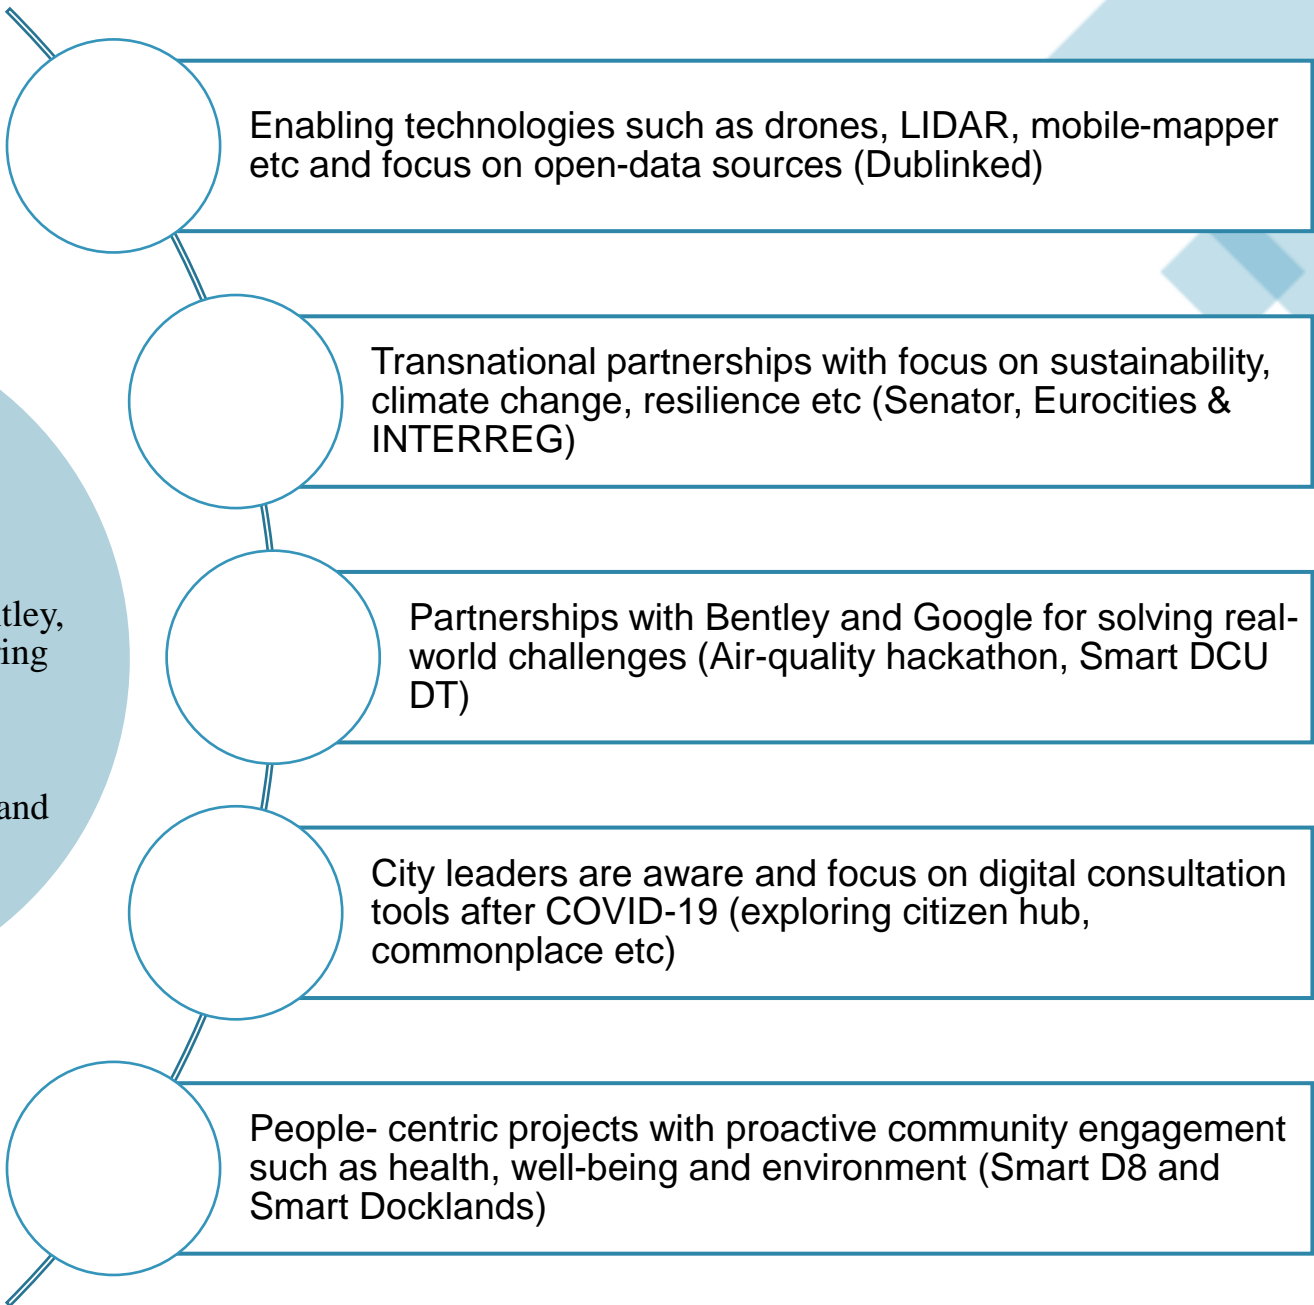 Enabling technologies such as drones, LIDAR, mobile-mapper
etc and focus on open-data sources (Dublinked)
Transnational partnerships with focus on sustainability,
climate change, resilience etc (Senator, Eurocities &
INTERREG)
tley,
ing
and
Partnerships with Bentley and Google for solving real-
world challenges (Air-quality hackathon, Smart DCU
DT)
City leaders are aware and focus on digital consultation
tools after COVID-19 (exploring citizen hub,
commonplace etc)
People- centric projects with proactive community engagement
such as health, well-being and environment (Smart D8 and
Smart Docklands)